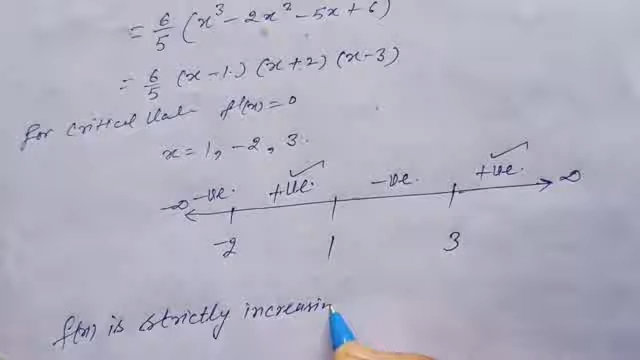 = 6/5 (x³ - 2x² - 5x + 6)
= 6/5 (x-1) (x+2) (x-3)
for critical f'(x) = 0
x = 1, -2, 3.
-∞ -ve. +ve. -ve. +ve. ∞
-2 1 3
f(x) is strictly increasin